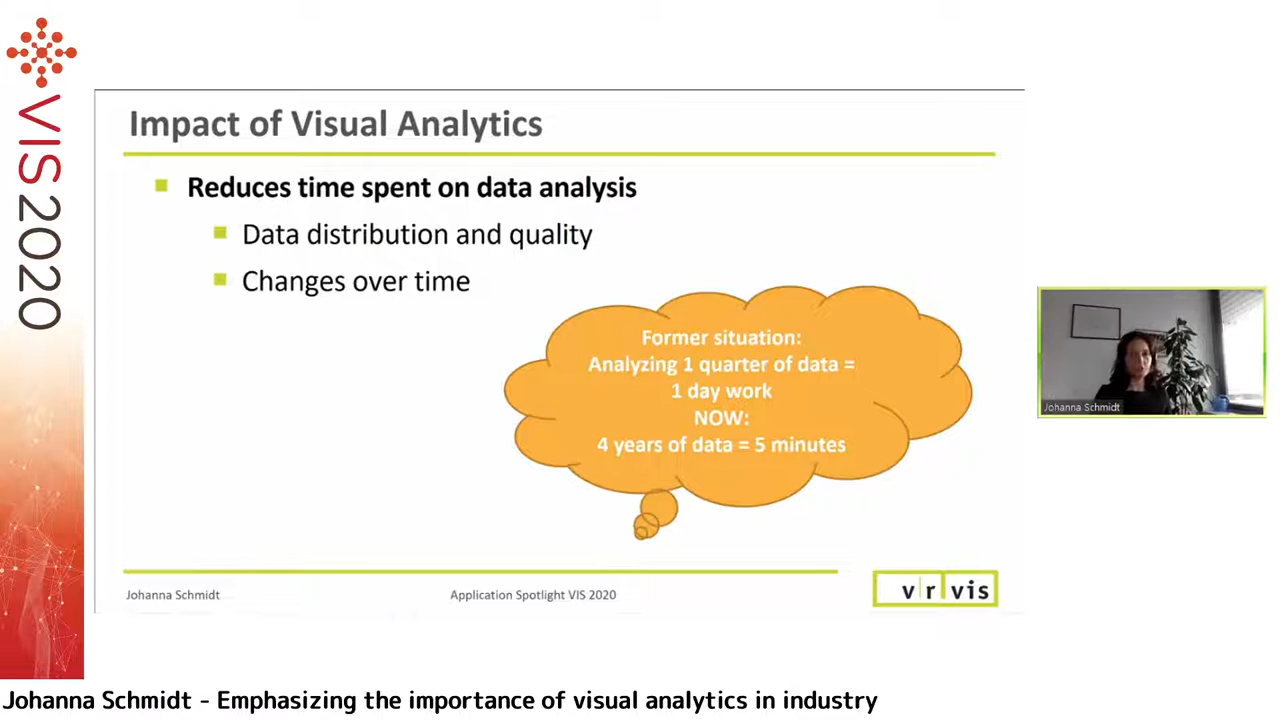 VIS2020
Impact of Visual Analytics
Reduces time spent on data analysis
Data distribution and quality
Changes over time
Former situation:
Analyzing 1 quarter of data =
1 day work
NOW:
4 years of data = 5 minutes
Johanna Schmidt
Johanna Schmidt
Application Spotlight VIS 2020
vrvis
Johanna Schmidt - Emphasizing the importance of visual analytics in industry